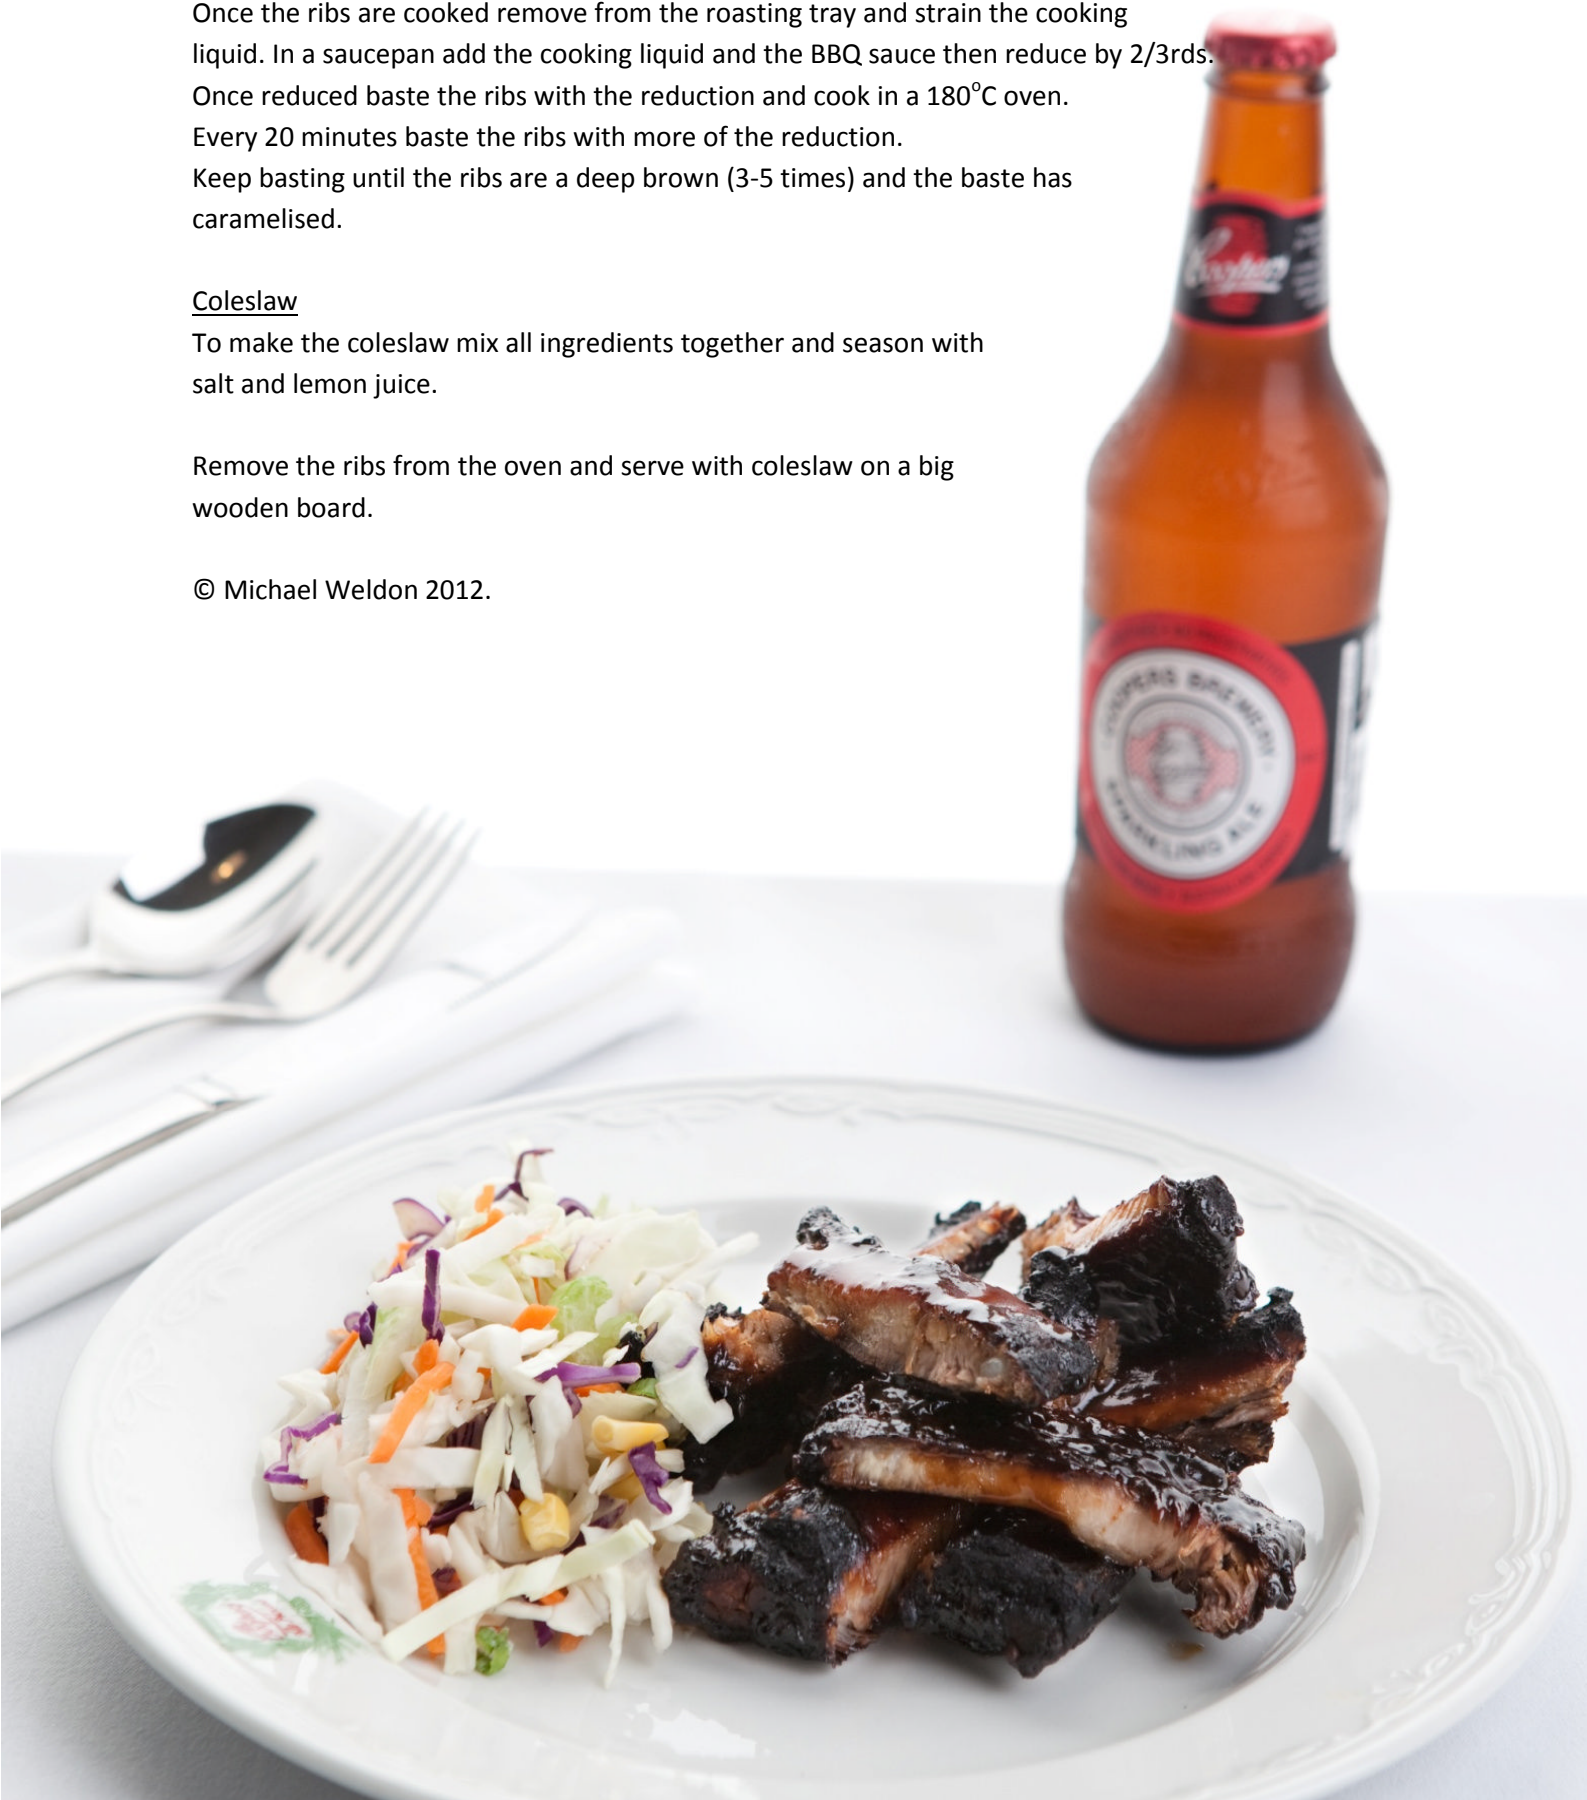 Once the ribs are cooked remove from the roasting tray and strain the cooking
liquid. In a saucepan add the cooking liquid and the BBQ sauce then reduce by 2/3rds.
Once reduced baste the ribs with the reduction and cook in a 180°C oven.
Every 20 minutes baste the ribs with more of the reduction.
Keep basting until the ribs are a deep brown (3-5 times) and the baste has
caramelised.
Coleslaw
To make the coleslaw mix all ingredients together and season with
salt and lemon juice.
Remove the ribs from the oven and serve with coleslaw on a big
wooden board.
© Michael Weldon 2012.
Coopers
COOPERS BREWERY
SPARKLING ALE